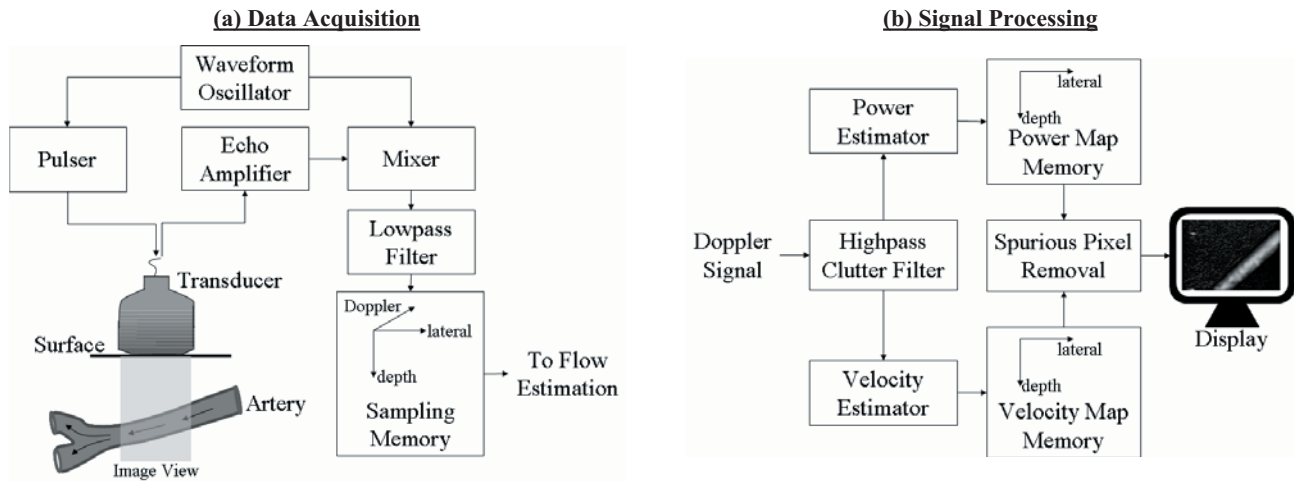 (a) Data Acquisition
Waveform
Oscillator
Pulser
Echo
Amplifier
Mixer
Lowpass
Filter
Transducer
Surface
Artery
Image View
Doppler
lateral
depth
Sampling
Memory
To Flow
Estimation
(b) Signal Processing
Doppler
Signal
Highpass
Clutter Filter
Power
Estimator
lateral
depth
Power Map
Memory
Spurious Pixel
Removal
Display
Velocity
Estimator
lateral
depth
Velocity Map
Memory